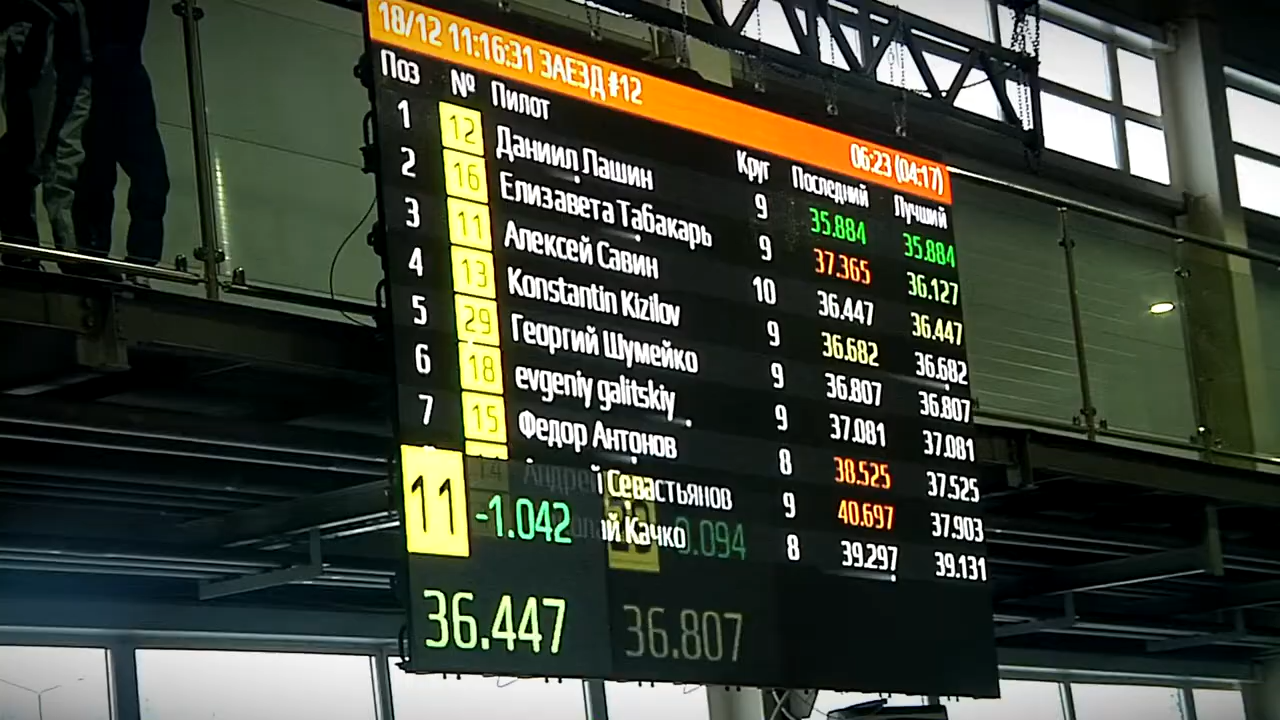 18/12 11:16:31 ЗАЕЗД #12 06:23 (04:17)
Поз № Пилот Круг Последний Лучший
1 12 Даниил Лашин 9 35.884 35.884
2 16 Елизавета Табакарь 9 37.365 36.127
3 11 Алексей Савин 10 36.447 36.447
4 13 Konstantin Kizilov 9 36.682 36.682
5 29 Георгий Шумейко 9 36.807 36.807
6 18 evgeniy galitskiy 9 37.081 37.081
7 15 Федор Антонов 8 38.525 37.525
14 Андрей Севастьянов 9 40.697 37.903
Качко 8 39.297 39.131
11 -1.042 0.094
36.447 36.807